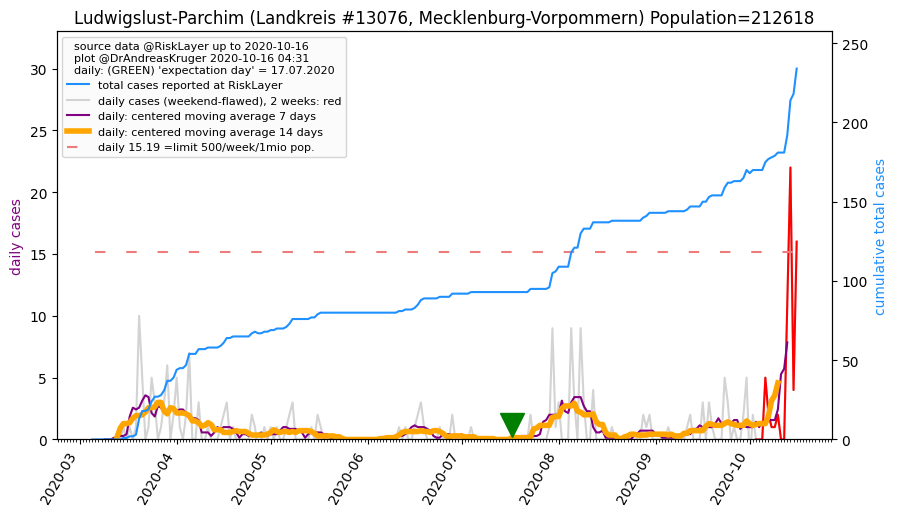 Ludwigslust-Parchim (Landkreis #13076, Mecklenburg-Vorpommern) Population=212618
source data @RiskLayer up to 2020-10-16
plot @DrAndreasKruger 2020-10-16 04:31
daily: (GREEN) 'expectation day' = 17.07.2020
total cases reported at RiskLayer
daily cases (weekend-flawed), 2 weeks: red
daily: centered moving average 7 days
daily: centered moving average 14 days
daily 15.19 =limit 500/week/1mio pop.
daily cases
30
25
20
15
10
5
0
cumulative total cases
250
200
150
100
50
0
2020-03
2020-04
2020-05
2020-06
2020-07
2020-08
2020-09
2020-10